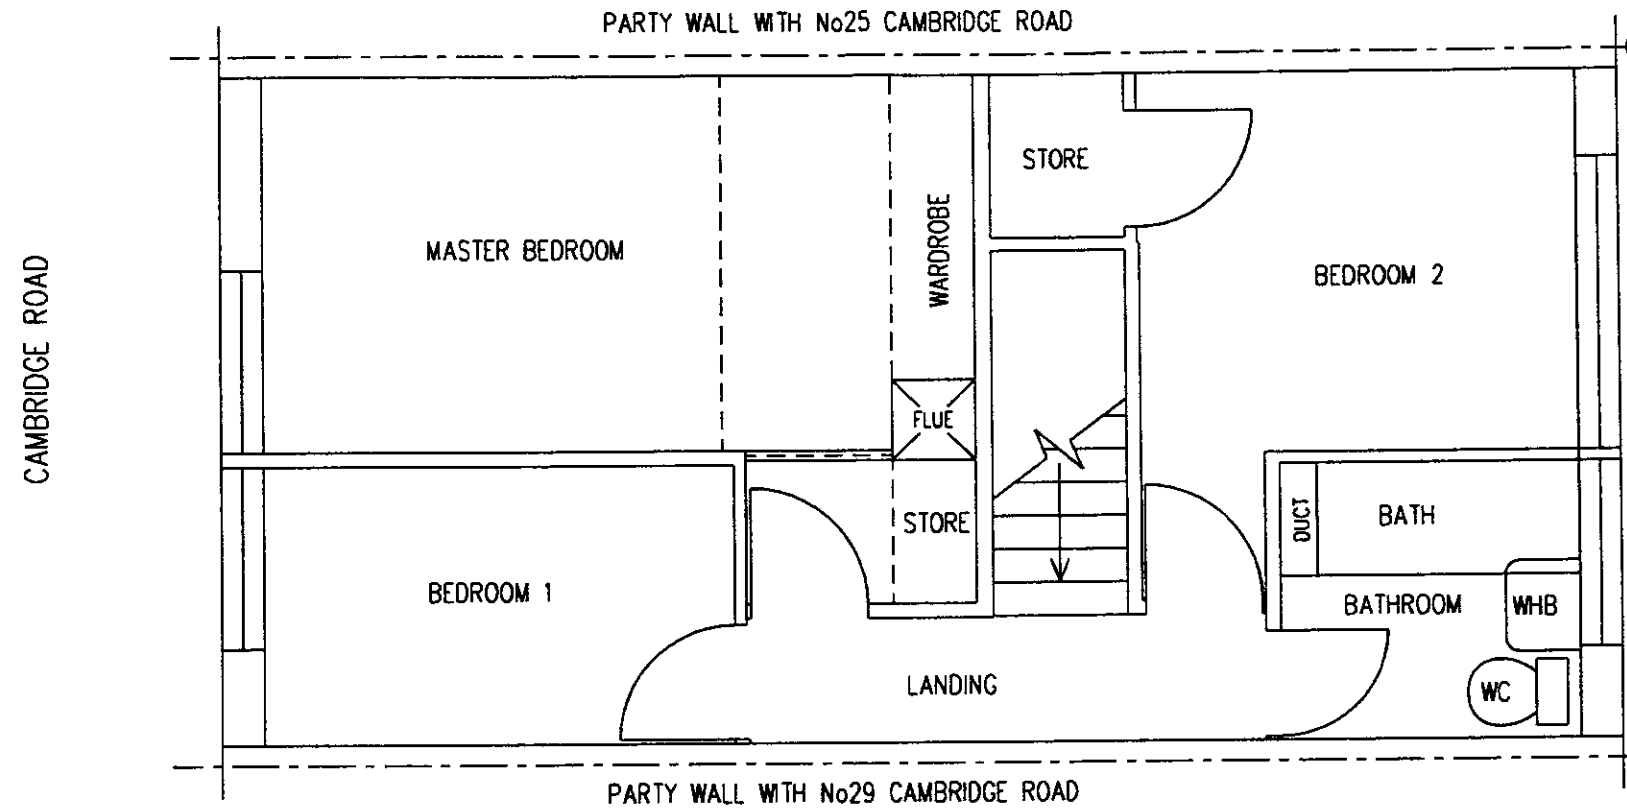 PARTY WALL WITH No25 CAMBRIDGE ROAD
STORE
MASTER BEDROOM
WARDROBE
BEDROOM 2
CAMBRIDGE ROAD
FLUE
STORE
DUCT
BATH
BEDROOM 1
BATHROOM
WHB
LANDING
WC
PARTY WALL WITH No29 CAMBRIDGE ROAD